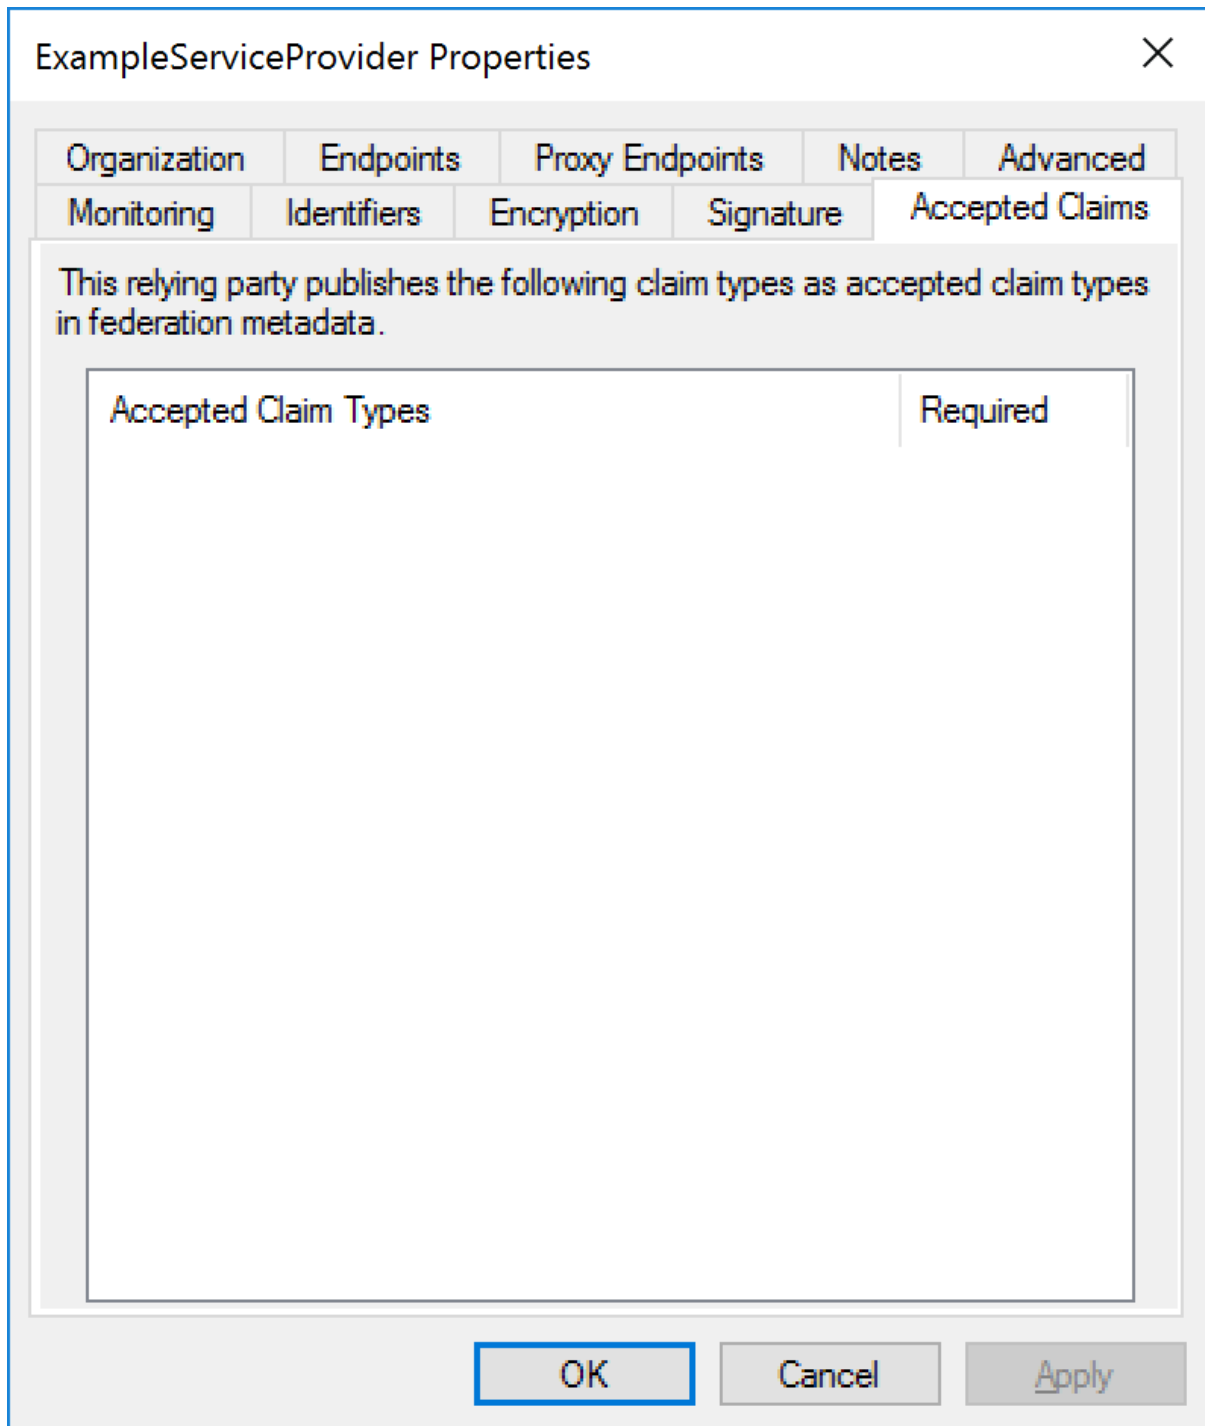 ExampleServiceProvider Properties
Organization Endpoints Proxy Endpoints Notes Advanced
Monitoring Identifiers Encryption Signature Accepted Claims
This relying party publishes the following claim types as accepted claim types
in federation metadata.
Accepted Claim Types Required
OK Cancel Apply